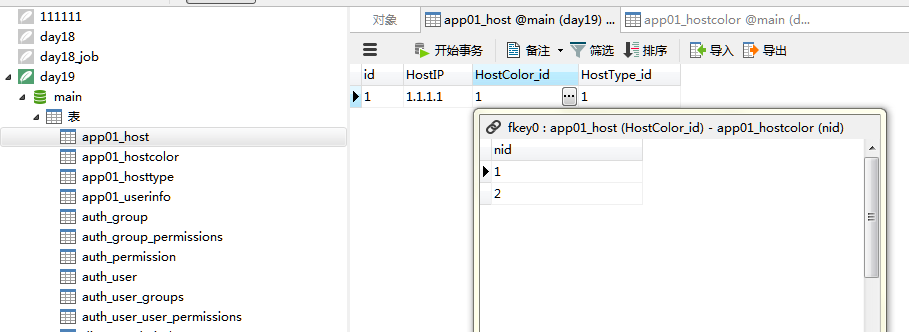 111111
day18
day18_job
day19
main
表
app01_host
app01_hostcolor
app01_hosttype
app01_userinfo
auth_group
auth_group_permissions
auth_permission
auth_user
auth_user_groups
auth_user_user_permissions
对象 app01_host @main (day19) ... app01_hostcolor @main (d...
开始事务 备注 筛选 排序 导入 导出
id HostIP HostColor_id HostType_id
1 1.1.1.1 1 ... 1
fkey0 : app01_host (HostColor_id) - app01_hostcolor (nid)
nid
1
2